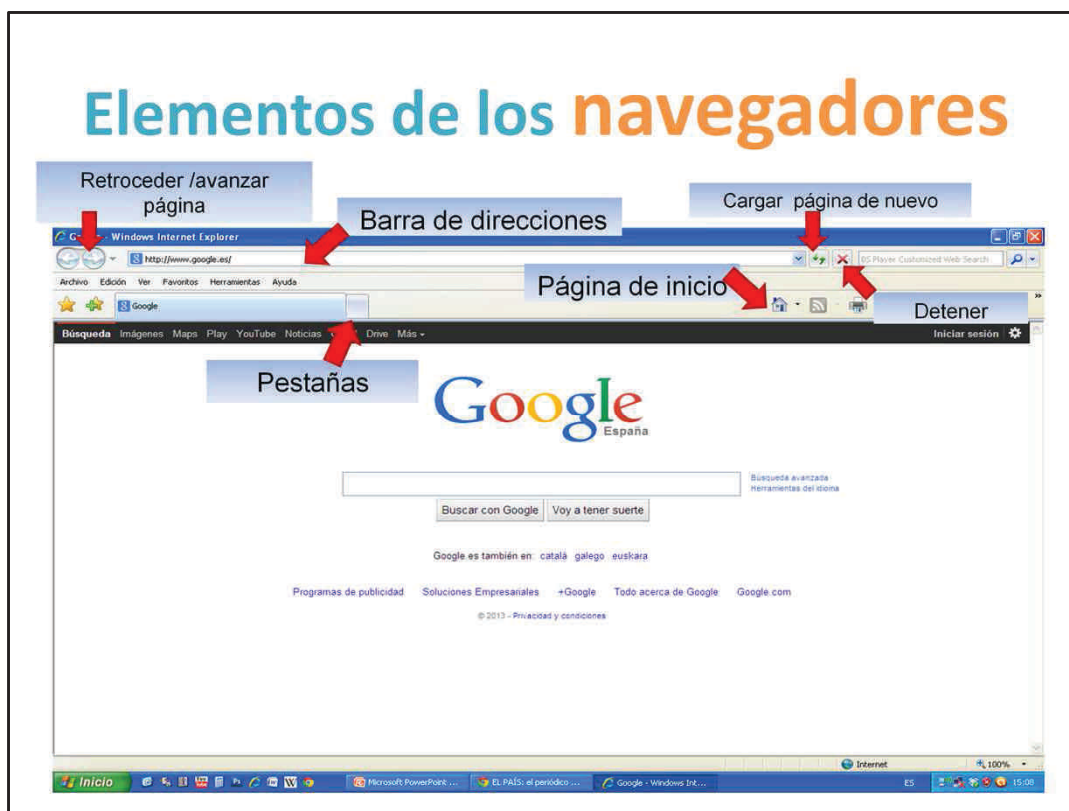 Elementos de los navegadores
Retroceder /avanzar
página
Cargar página de nuevo
Barra de direcciones
Windows Internet Explorer
http://www.google.es/
Customized Web Search
Archivo Edición Ver Favoritos Herramientas Ayuda
Página de inicio
Google
Detener
Búsqueda Imágenes Maps Play YouTube Noticias Drive Más
Iniciar sesión
Pestañas
Google
España
Búsqueda avanzada
Herramientas del idioma
Buscar con Google Voy a tener suerte
Google es también en: català galego euskara
Programas de publicidad Soluciones Empresariales +Google Todo acerca de Google Google.com
© 2013 - Privacidad y condiciones
Internet 100%
Inicio Microsoft PowerPoint ... EL PAÍS: el periódico ... Google - Windows Int... ES 15:08